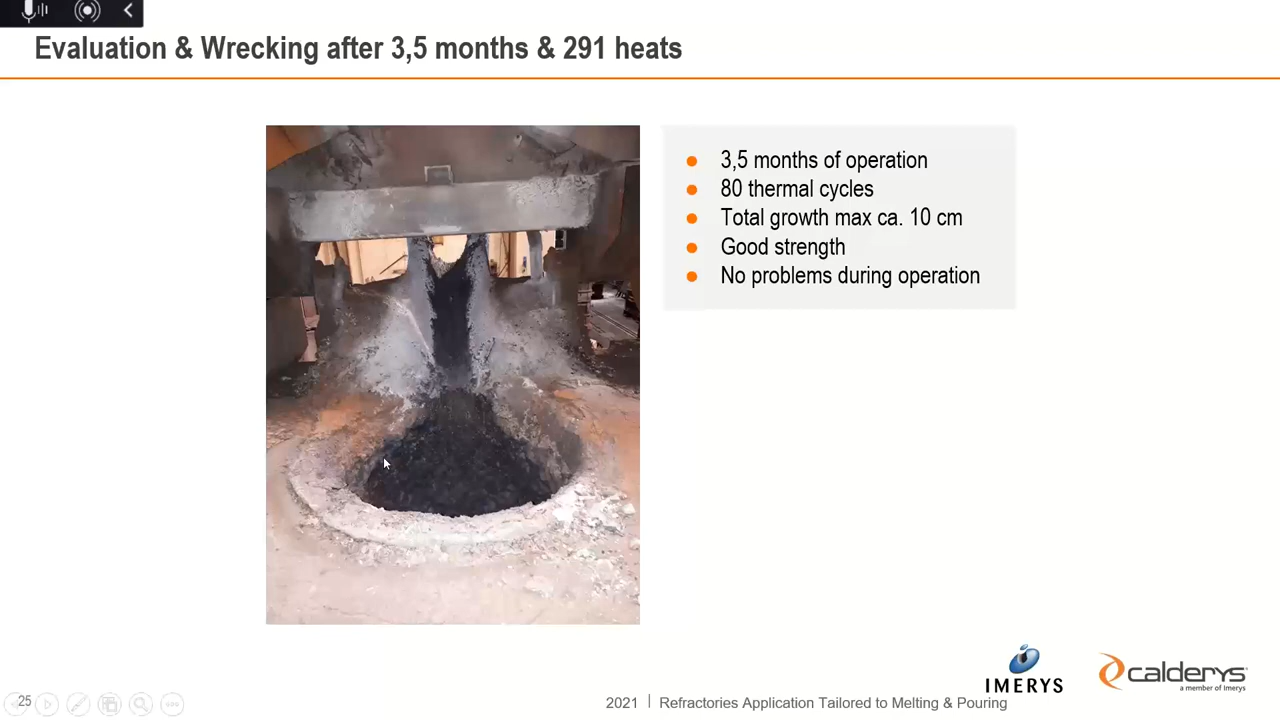 Evaluation & Wrecking after 3,5 months & 291 heats
3,5 months of operation
80 thermal cycles
Total growth max ca. 10 cm
Good strength
No problems during operation
IMERYS
calderys
a member of Imerys
25
2021 | Refractories Application Tailored to Melting & Pouring